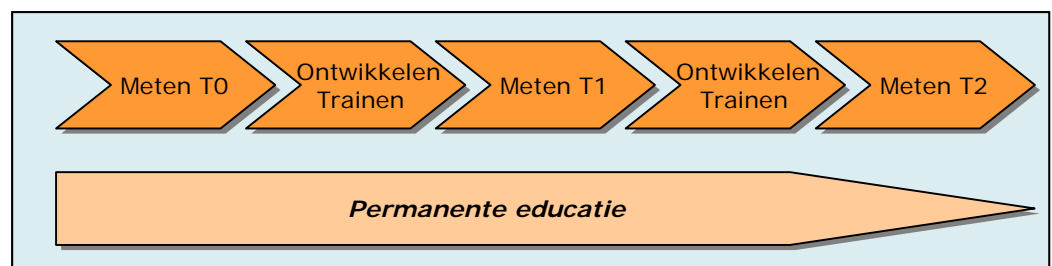 Meten T0
Ontwikkelen
Trainen
Meten T1
Ontwikkelen
Trainen
Meten T2
Permanente educatie